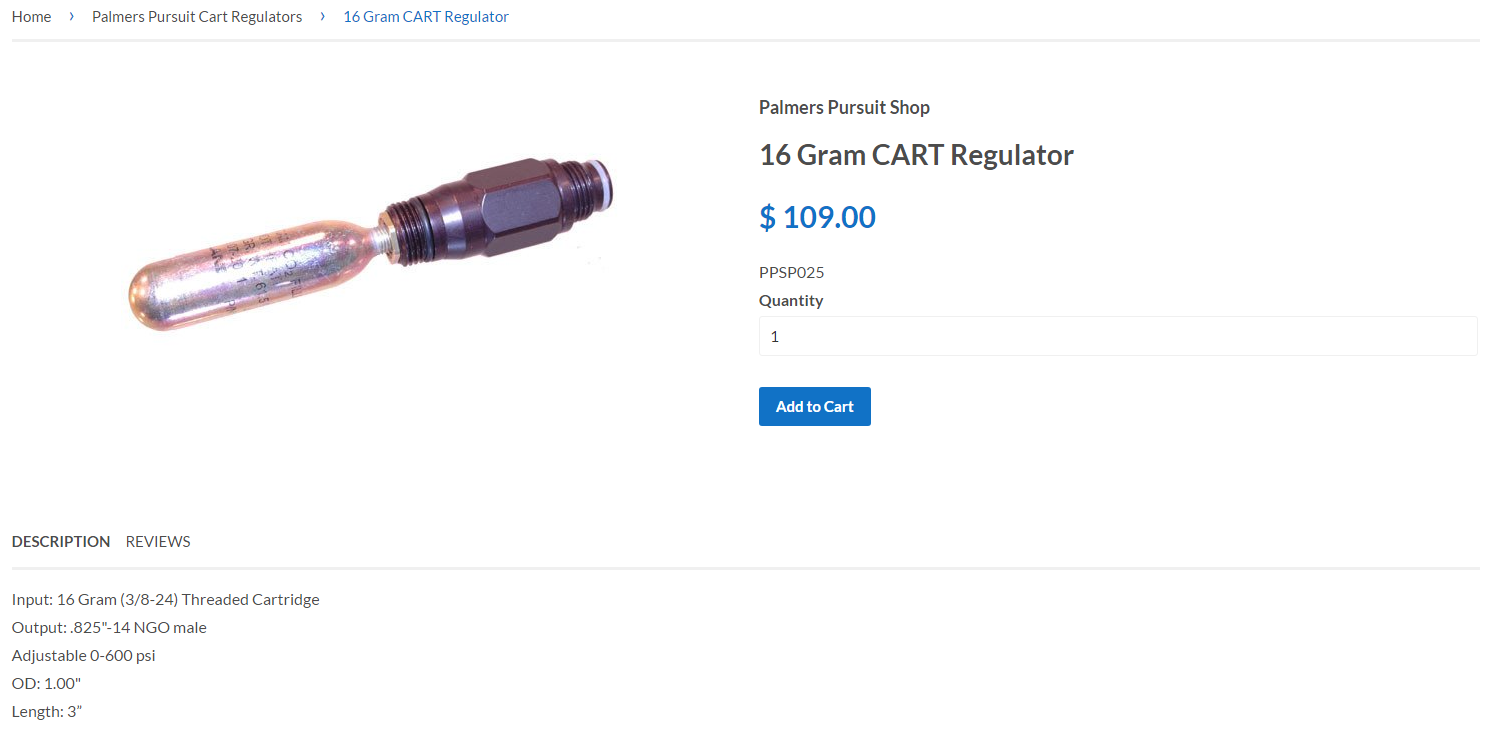 Home › Palmers Pursuit Cart Regulators › 16 Gram CART Regulator
Palmers Pursuit Shop
16 Gram CART Regulator
$ 109.00
PPSP025
Quantity
1
Add to Cart
DESCRIPTION REVIEWS
Input: 16 Gram (3/8-24) Threaded Cartridge
Output: .825"-14 NGO male
Adjustable 0-600 psi
OD: 1.00"
Length: 3”